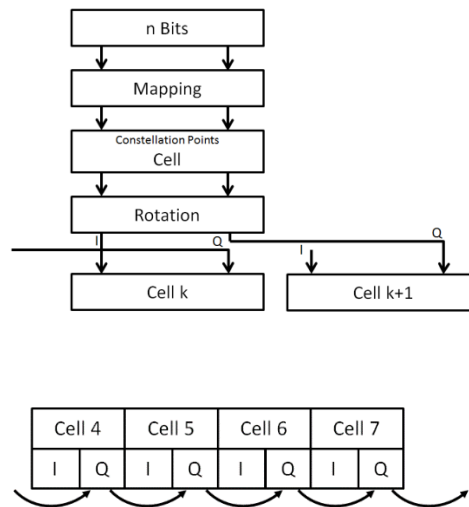 n Bits
Mapping
Constellation Points
Cell
Rotation
I Q I Q
Cell k Cell k+1
Cell 4 Cell 5 Cell 6 Cell 7
I Q I Q I Q I Q